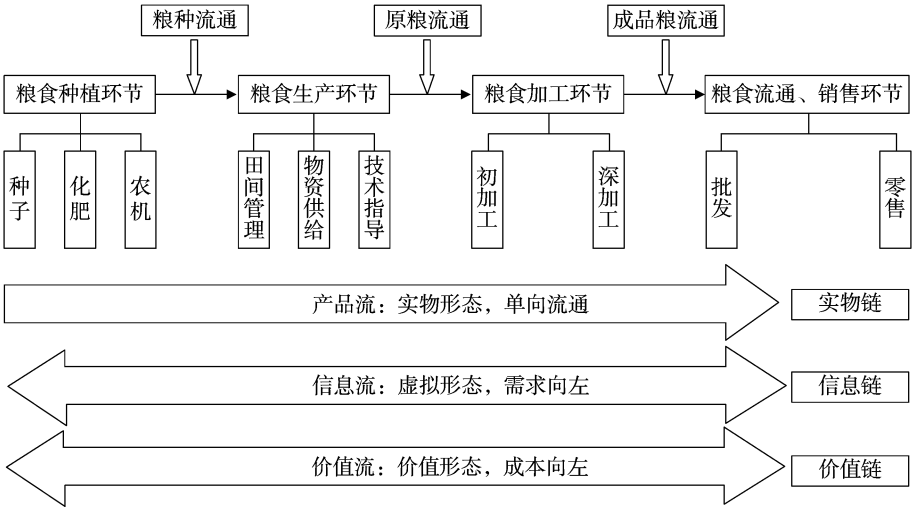 粮种流通
原粮流通
成品粮流通
粮食种植环节
粮食生产环节
粮食加工环节
粮食流通、销售环节
种子
化肥
农机
田间管理
物资供给
技术指导
初加工
深加工
批发
零售
产品流：实物形态，单向流通
实物链
信息流：虚拟形态，需求向左
信息链
价值流：价值形态，成本向左
价值链